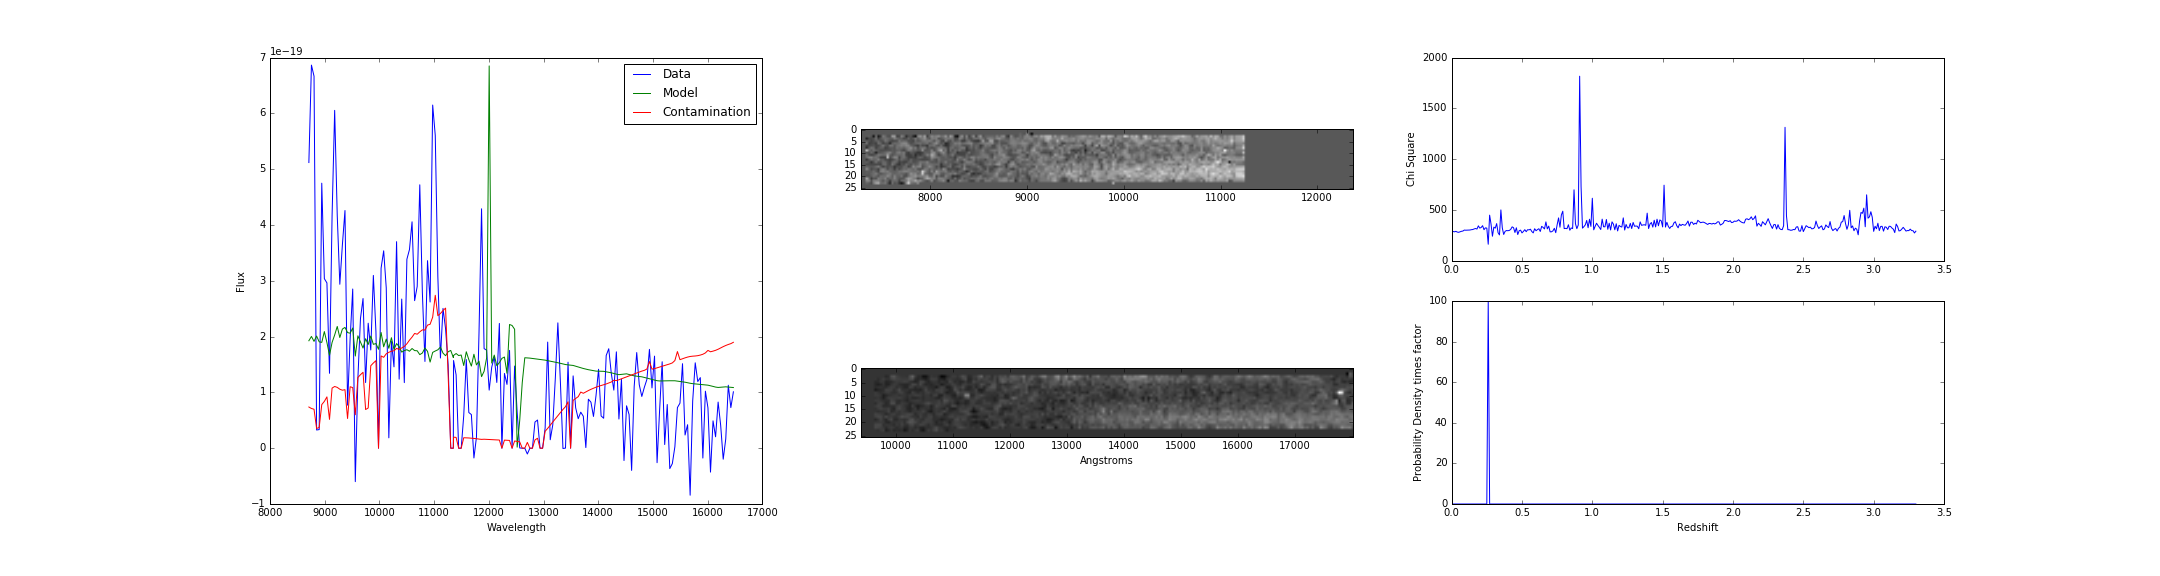 1e−19
7
6
5
4
3
2
1
0
−1
Flux
8000 9000 10000 11000 12000 13000 14000 15000 16000 17000
Wavelength
Data
Model
Contamination
0
5
10
15
20
25
8000 9000 10000 11000 12000
0
5
10
15
20
25
10000 11000 12000 13000 14000 15000 16000 17000
Angstroms
2000
1500
1000
500
0
Chi Square
0.0 0.5 1.0 1.5 2.0 2.5 3.0 3.5
100
80
60
40
20
0
Probability Density times factor
0.0 0.5 1.0 1.5 2.0 2.5 3.0 3.5
Redshift